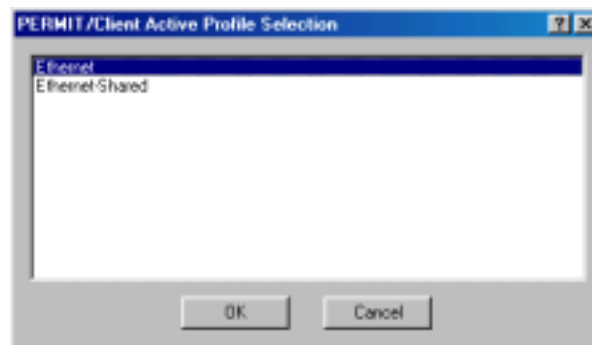 PERMIT/Client Active Profile Selection
Ethernet
Ethernet-Shared
OK
Cancel